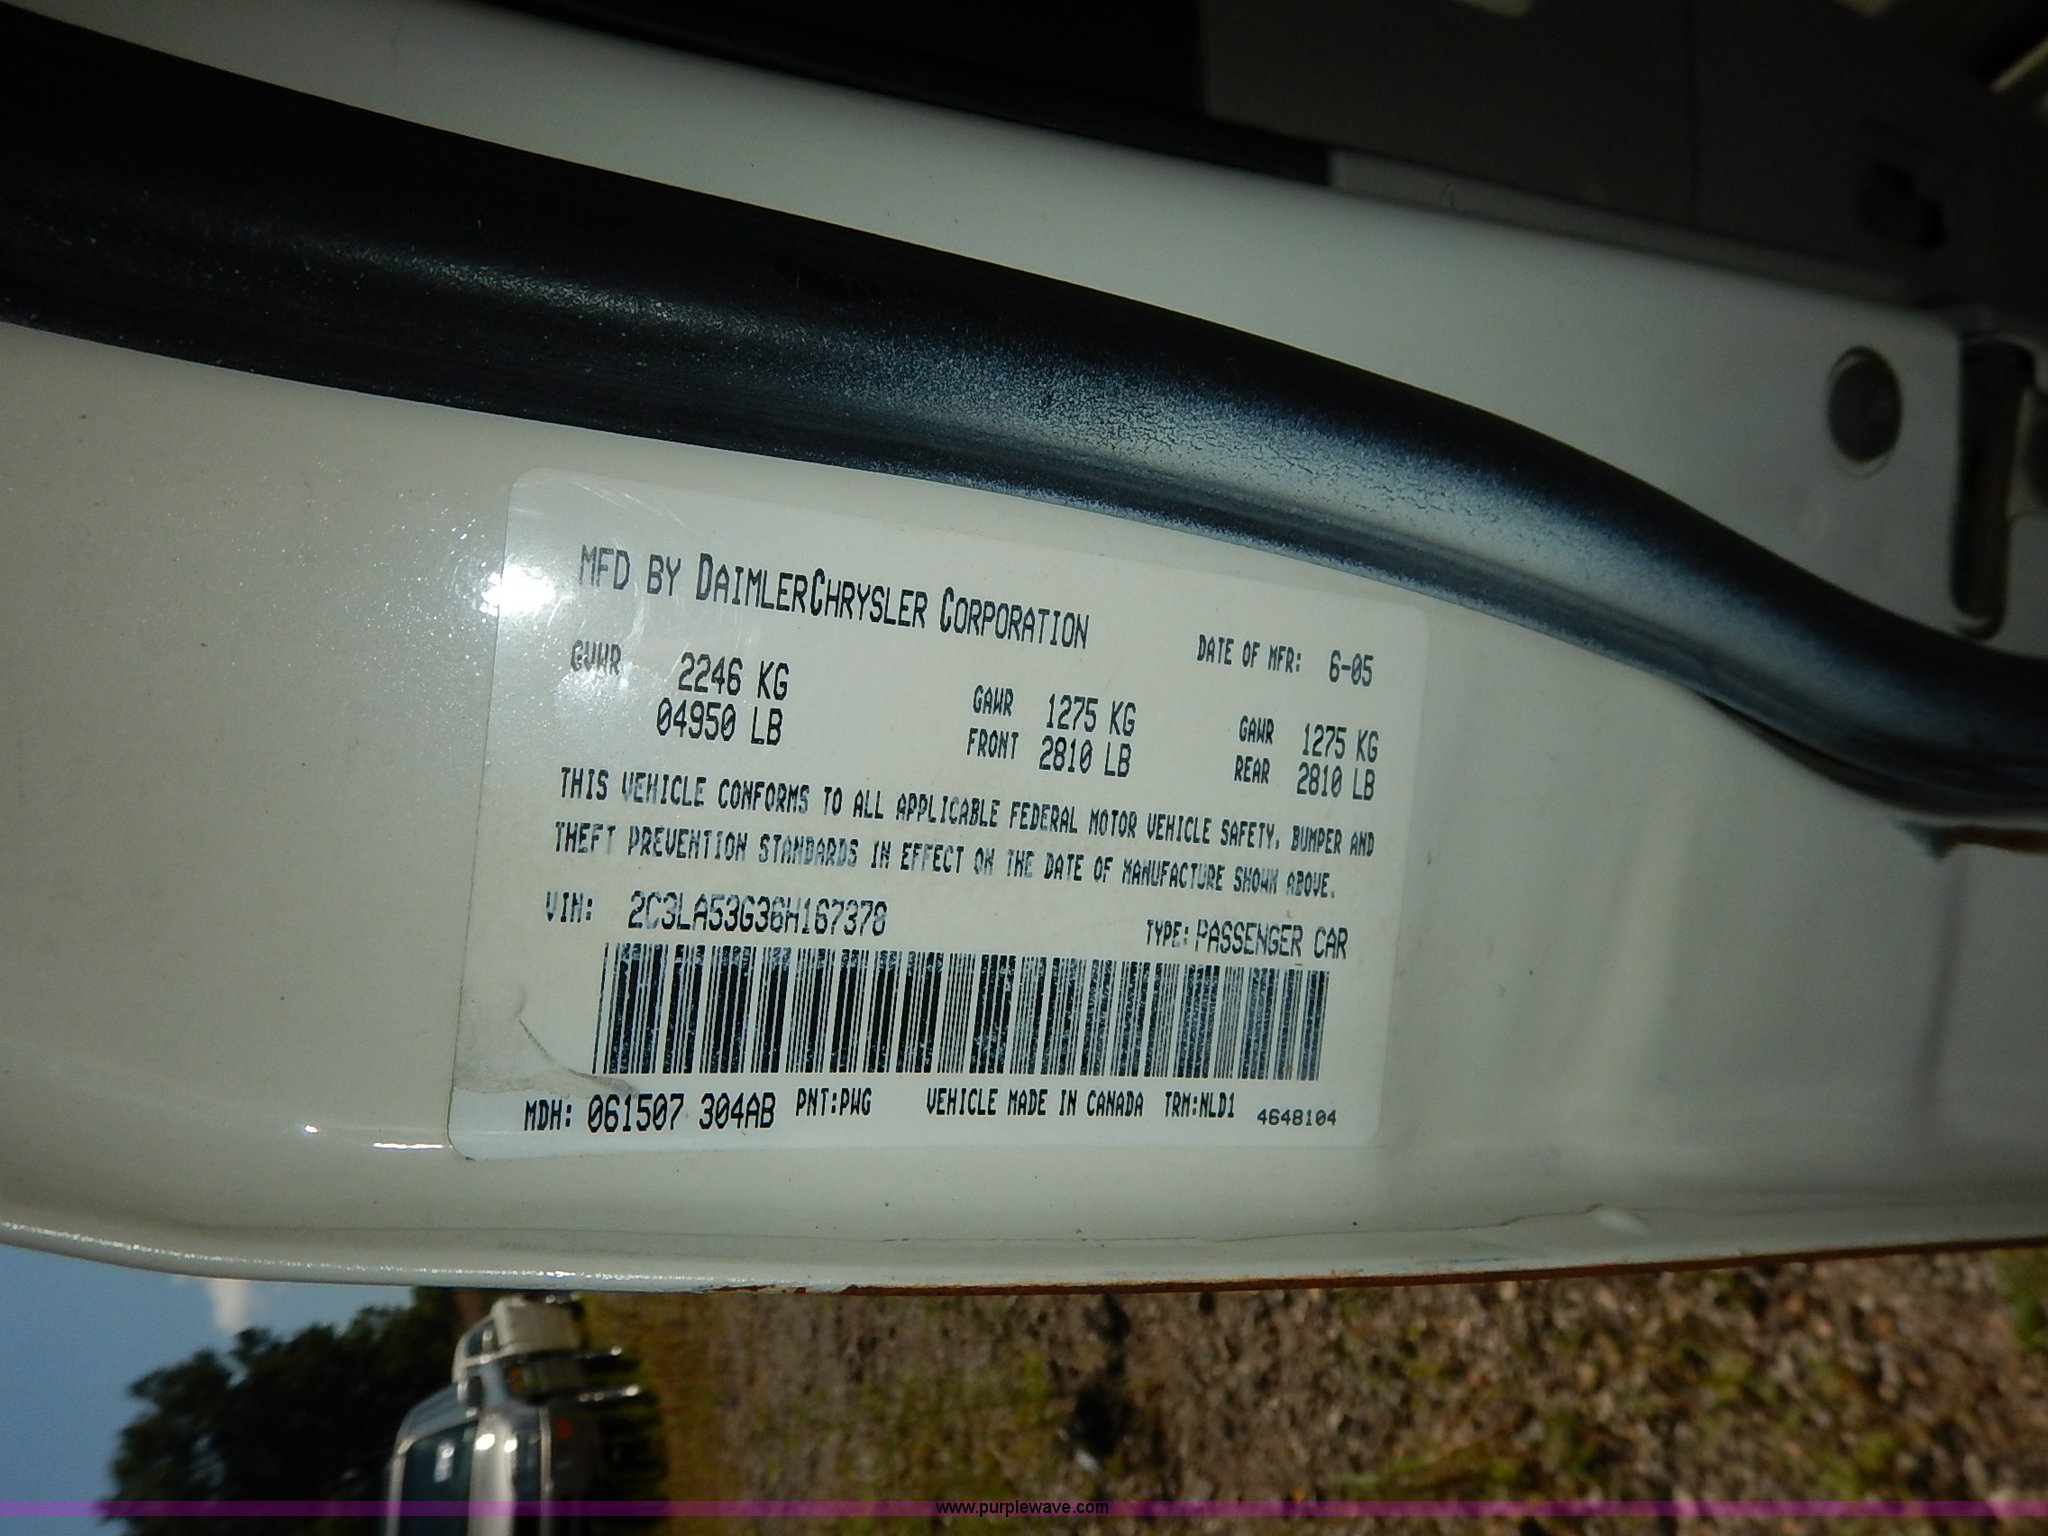 MFD BY DAIMLERCHRYSLER CORPORATION
DATE OF MFR: 6-05
GVWR 2246 KG
04950 LB
GAWR 1275 KG
FRONT 2810 LB
GAWR 1275 KG
REAR 2810 LB
THIS VEHICLE CONFORMS TO ALL APPLICABLE FEDERAL MOTOR VEHICLE SAFETY, BUMPER AND
THEFT PREVENTION STANDARDS IN EFFECT ON THE DATE OF MANUFACTURE SHOWN ABOVE.
VIN: 2C3LA53G36H167378
TYPE: PASSENGER CAR
MDH: 061507 304AB PNT:PWG VEHICLE MADE IN CANADA TRM:NLD1 4648104
www.purplewave.com